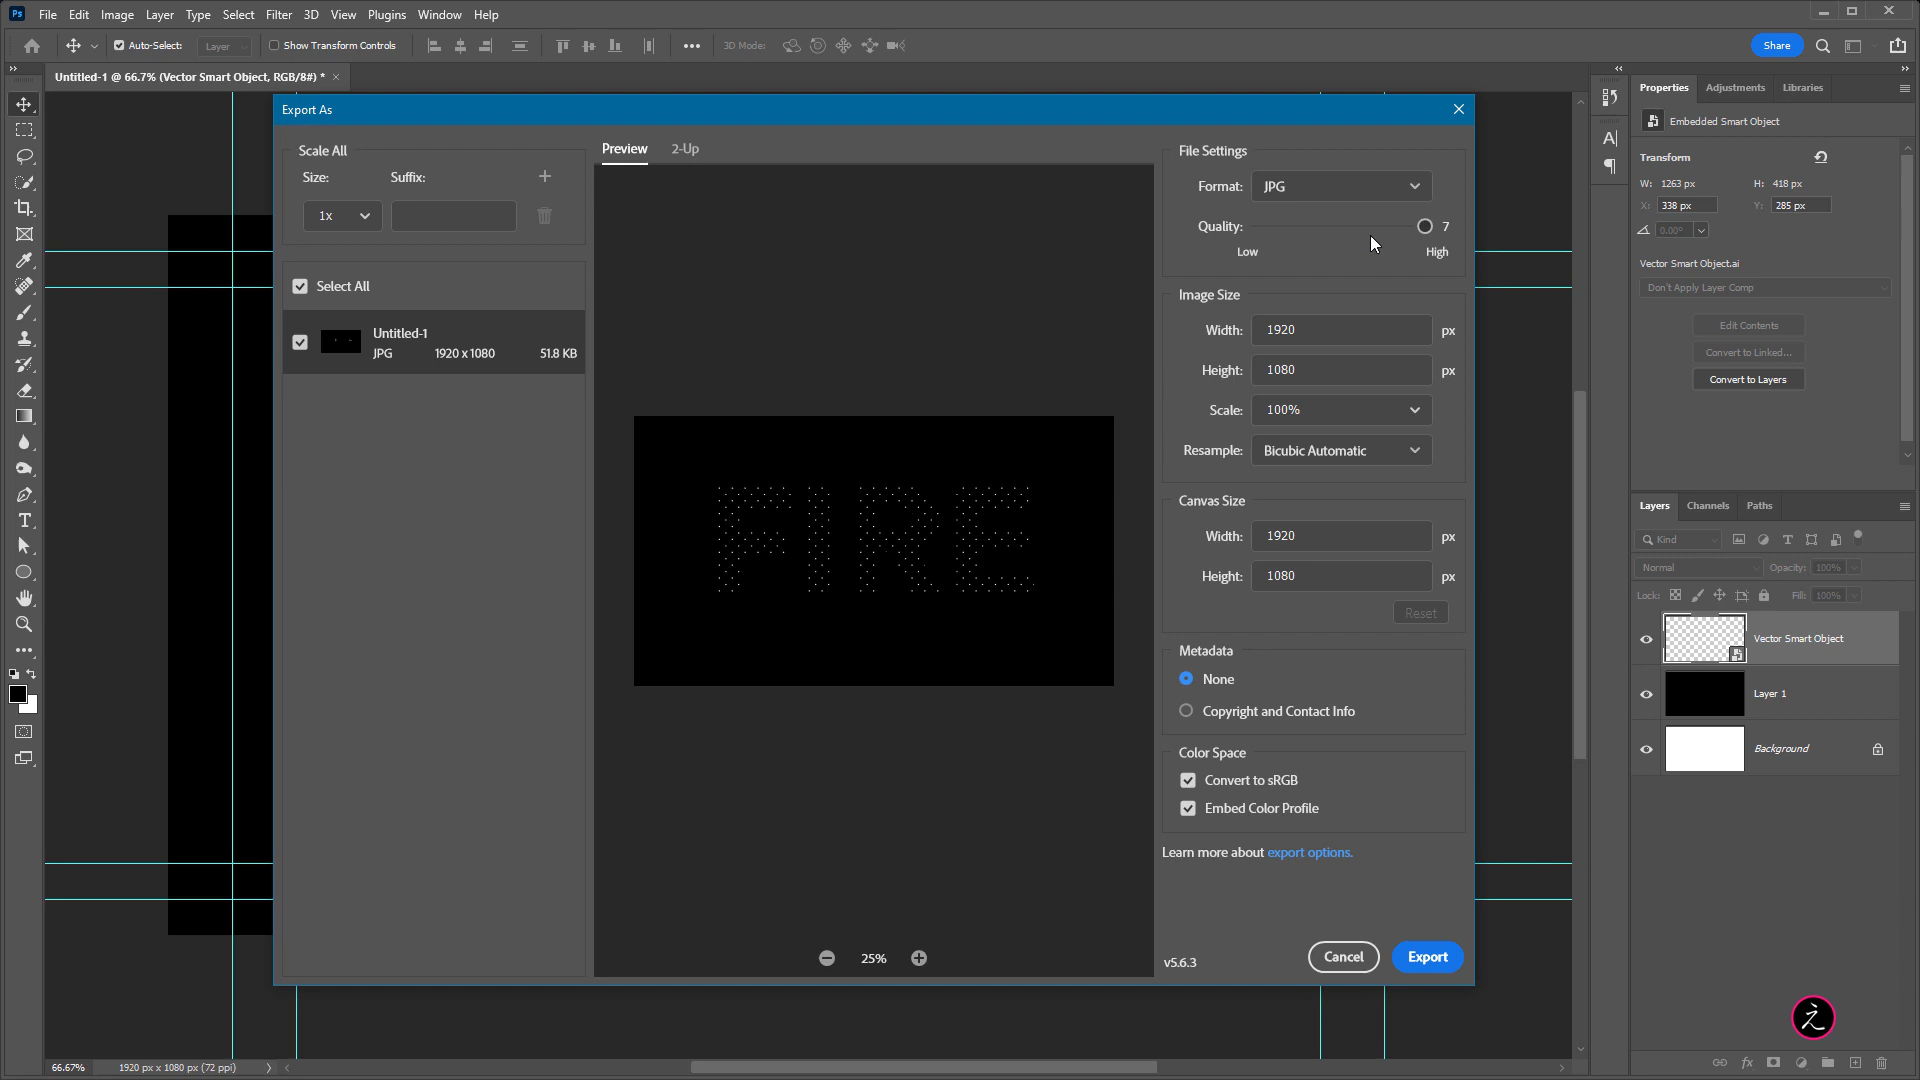 Ps File Edit Image Layer Type Select Filter 3D View Plugins Window Help
Auto-Select: Layer Show Transform Controls 3D Mode: Share
Untitled-1 @ 66.7% (Vector Smart Object, RGB/8#) *
Export As
Scale All
Size: Suffix:
1x
Select All
Untitled-1
JPG 1920 x 1080 51.8 KB
Preview 2-Up
FIRE
25%
File Settings
Format: JPG
Quality: 7
Low High
Image Size
Width: 1920 px
Height: 1080 px
Scale: 100%
Resample: Bicubic Automatic
Canvas Size
Width: 1920 px
Height: 1080 px
Reset
Metadata
None
Copyright and Contact Info
Color Space
Convert to sRGB
Embed Color Profile
Learn more about export options.
v5.6.3 Cancel Export
Properties Adjustments Libraries
Embedded Smart Object
Transform
W: 1263 px H: 418 px
X: 338 px Y: 285 px
0.00°
Vector Smart Object.ai
Don't Apply Layer Comp
Edit Contents
Convert to Linked...
Convert to Layers
Layers Channels Paths
Kind
Normal Opacity: 100%
Lock: Fill: 100%
Vector Smart Object
Layer 1
Background
之
fx
66.67% 1920 px x 1080 px (72 ppi)